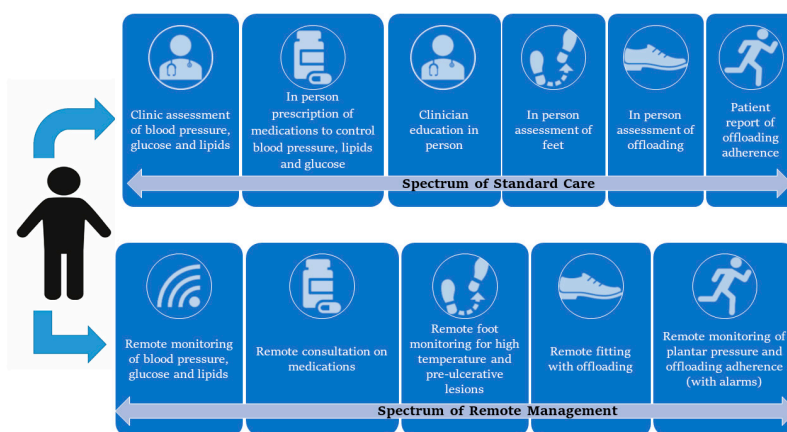 Clinic assessment
of blood pressure,
glucose and lipids
In person
prescription of
medications to control
blood pressure, lipids
and glucose
Clinician
education in
person
In person
assessment of
feet
In person
assessment of
offloading
Patient
report of
offloading
adherence
Spectrum of Standard Care
Remote monitoring
of blood pressure,
glucose and lipids
Remote consultation on
medications
Remote foot
monitoring for high
temperature and
pre-ulcerative
lesions
Remote fitting
with offloading
Remote monitoring of
plantar pressure and
offloading adherence
(with alarms)
Spectrum of Remote Management